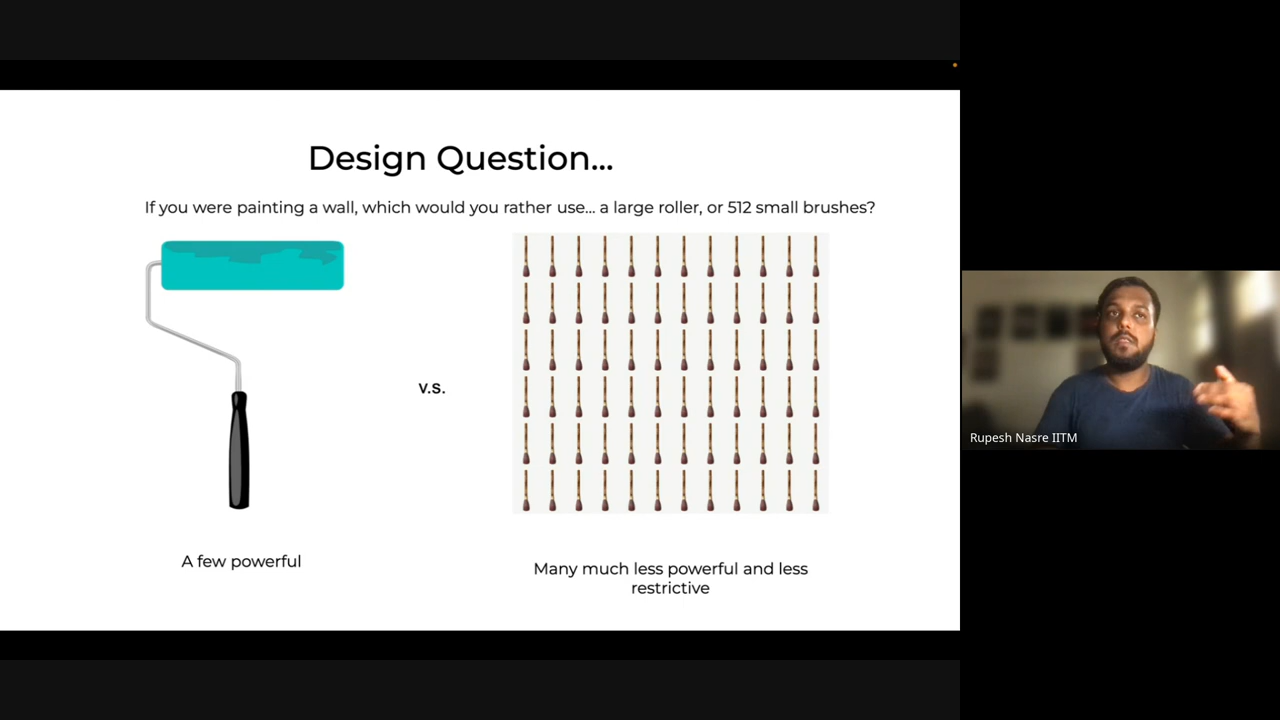 Design Question...
If you were painting a wall, which would you rather use... a large roller, or 512 small brushes?
v.s.
A few powerful
Many much less powerful and less
restrictive
Rupesh Nasre IITM